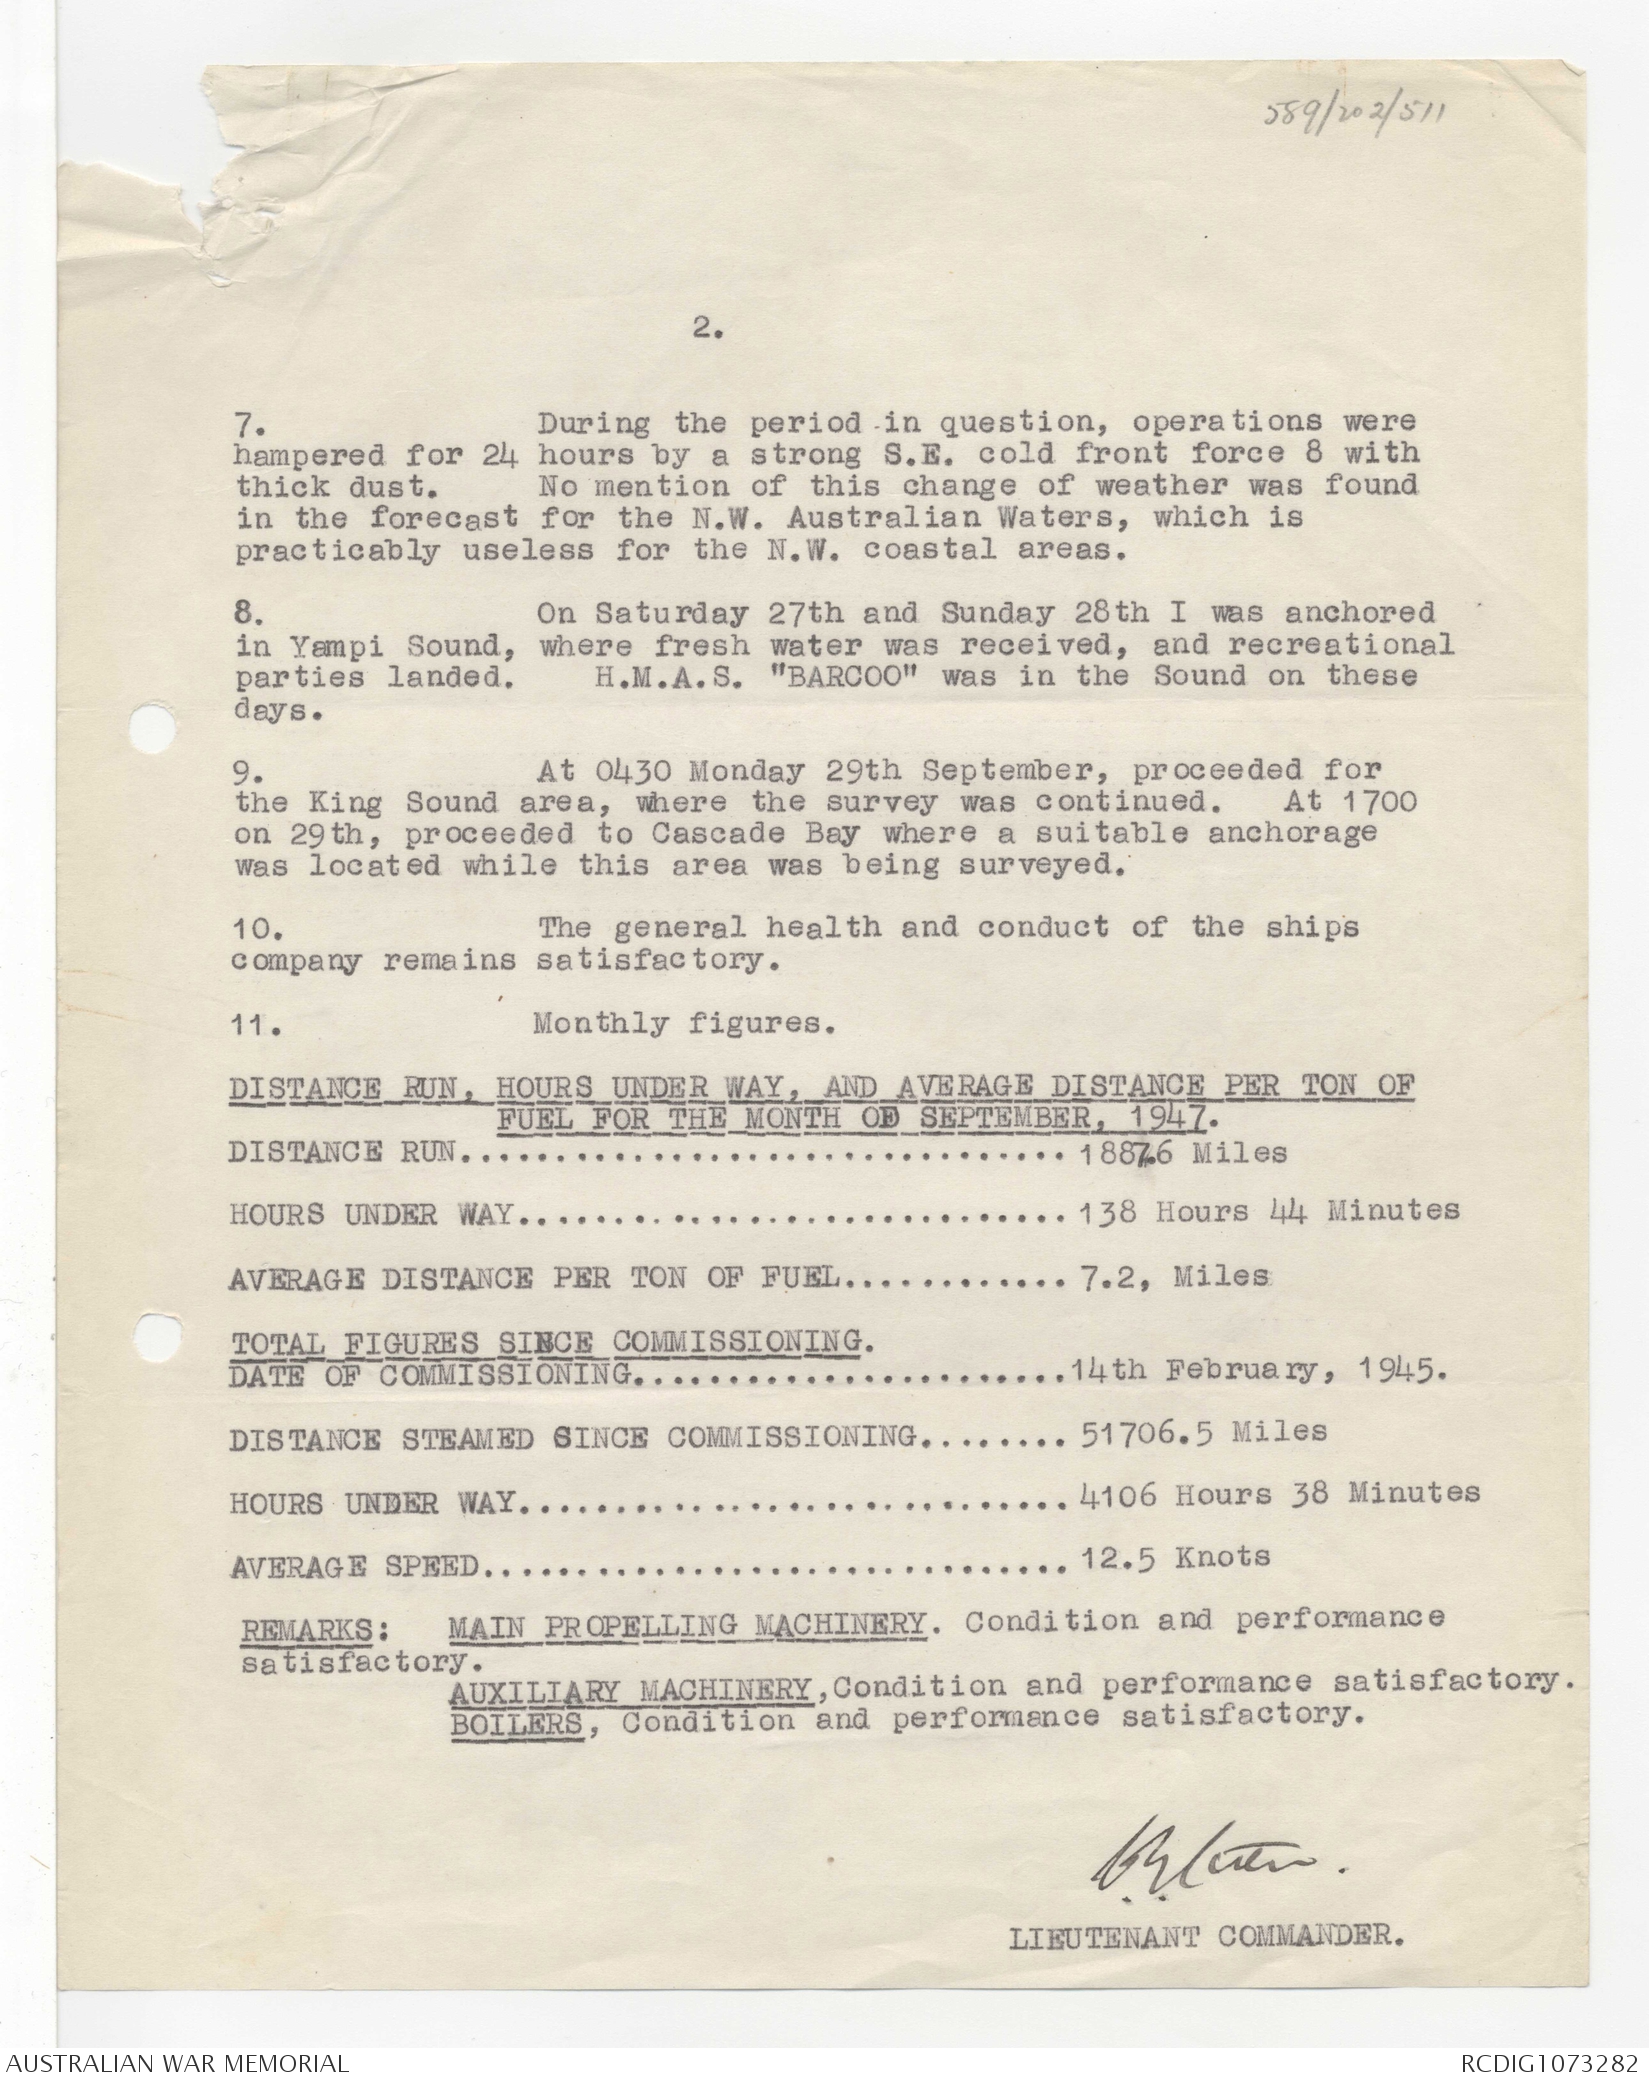 589/202/511
2.
7. During the period in question, operations were
hampered for 24 hours by a strong S.E. cold front force 8 with
thick dust. No mention of this change of weather was found
in the forecast for the N.W. Australian Waters, which is
practicably useless for the N.W. coastal areas.
8. On Saturday 27th and Sunday 28th I was anchored
in Yampi Sound, where fresh water was received, and recreational
parties landed. H.M.A.S. "BARCOO" was in the Sound on these
days.
9. At 0430 Monday 29th September, proceeded for
the King Sound area, where the survey was continued. At 1700
on 29th, proceeded to Cascade Bay where a suitable anchorage
was located while this area was being surveyed.
10. The general health and conduct of the ships
company remains satisfactory.
11. Monthly figures.
DISTANCE RUN, HOURS UNDER WAY, AND AVERAGE DISTANCE PER TON OF
FUEL FOR THE MONTH OF SEPTEMBER, 1947.
DISTANCE RUN................................ 1887.6 Miles
HOURS UNDER WAY............................. 138 Hours 44 Minutes
AVERAGE DISTANCE PER TON OF FUEL............ 7.2, Miles
TOTAL FIGURES SINCE COMMISSIONING.
DATE OF COMMISSIONING.......................14th February, 1945.
DISTANCE STEAMED SINCE COMMISSIONING........ 51706.5 Miles
HOURS UNDER WAY.............................4106 Hours 38 Minutes
AVERAGE SPEED............................... 12.5 Knots
REMARKS: MAIN PROPELLING MACHINERY. Condition and performance
satisfactory.
AUXILIARY MACHINERY,Condition and performance satisfactory.
BOILERS, Condition and performance satisfactory.
LIEUTENANT COMMANDER.
AUSTRALIAN WAR MEMORIAL
RCDIG1073282